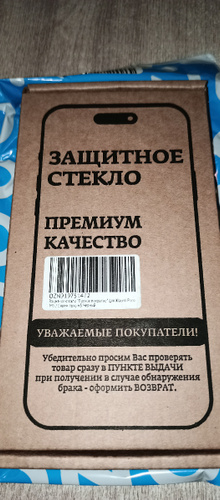 ЗАЩИТНОЕ
СТЕКЛО
ПРЕМИУМ
КАЧЕСТВО
УВАЖАЕМЫЕ ПОКУПАТЕЛИ!
Убедительно просим Вас проверять
товар сразу в ПУНКТЕ ВЫДАЧИ
при получении в случае обнаружения
брака - оформить ВОЗВРАТ.